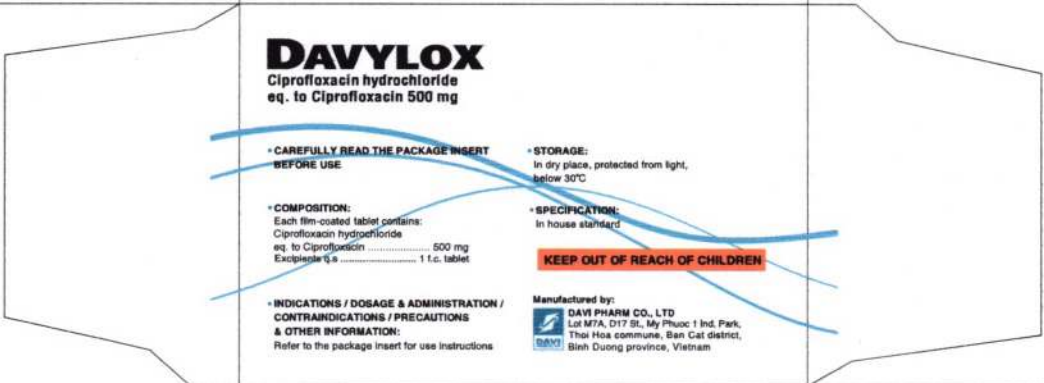 DAVYLOX
Ciprofloxacin hydrochloride
eq. to Ciprofloxacin 500 mg
• CAREFULLY READ THE PACKAGE INSERT
BEFORE USE
• COMPOSITION:
Each film-coated tablet contains:
Ciprofloxacin hydrochloride
eq. to Ciprofloxacin ...................... 500 mg
Excipients q.s ........................... 1 f.c. tablet
• INDICATIONS / DOSAGE & ADMINISTRATION /
CONTRAINDICATIONS / PRECAUTIONS
& OTHER INFORMATION:
Refer to the package insert for use instructions
• STORAGE:
In dry place, protected from light,
below 30°C
• SPECIFICATION:
In house standard
KEEP OUT OF REACH OF CHILDREN
Manufactured by:
DAVI PHARM CO., LTD
Lot M7A, D17 St., My Phuoc 1 Ind. Park,
Thoi Hoa commune, Ben Cat district,
Binh Duong province, Vietnam
DAVI